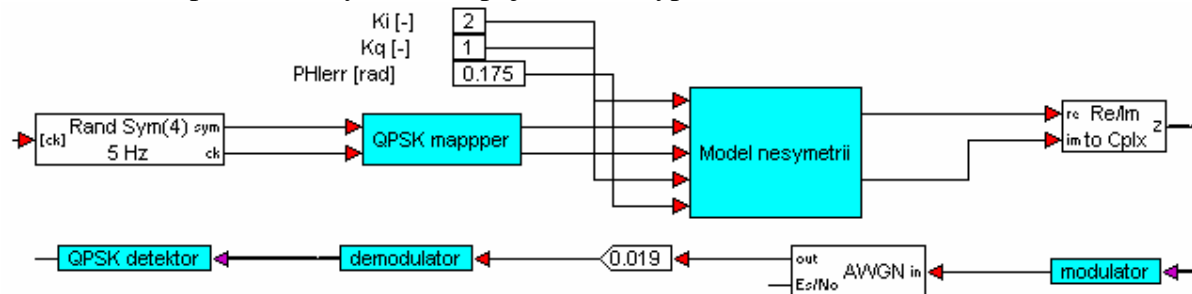 Ki [-] 2
Kq [-] 1
PHIerr [rad] 0.175
[ck] Rand Sym(4) sym
5 Hz ck
QPSK mappper
Model nesymetrii
re Re/Im Z
im to Cplx
QPSK detektor
demodulator
0.019
out AWGN in
Es/No
modulator